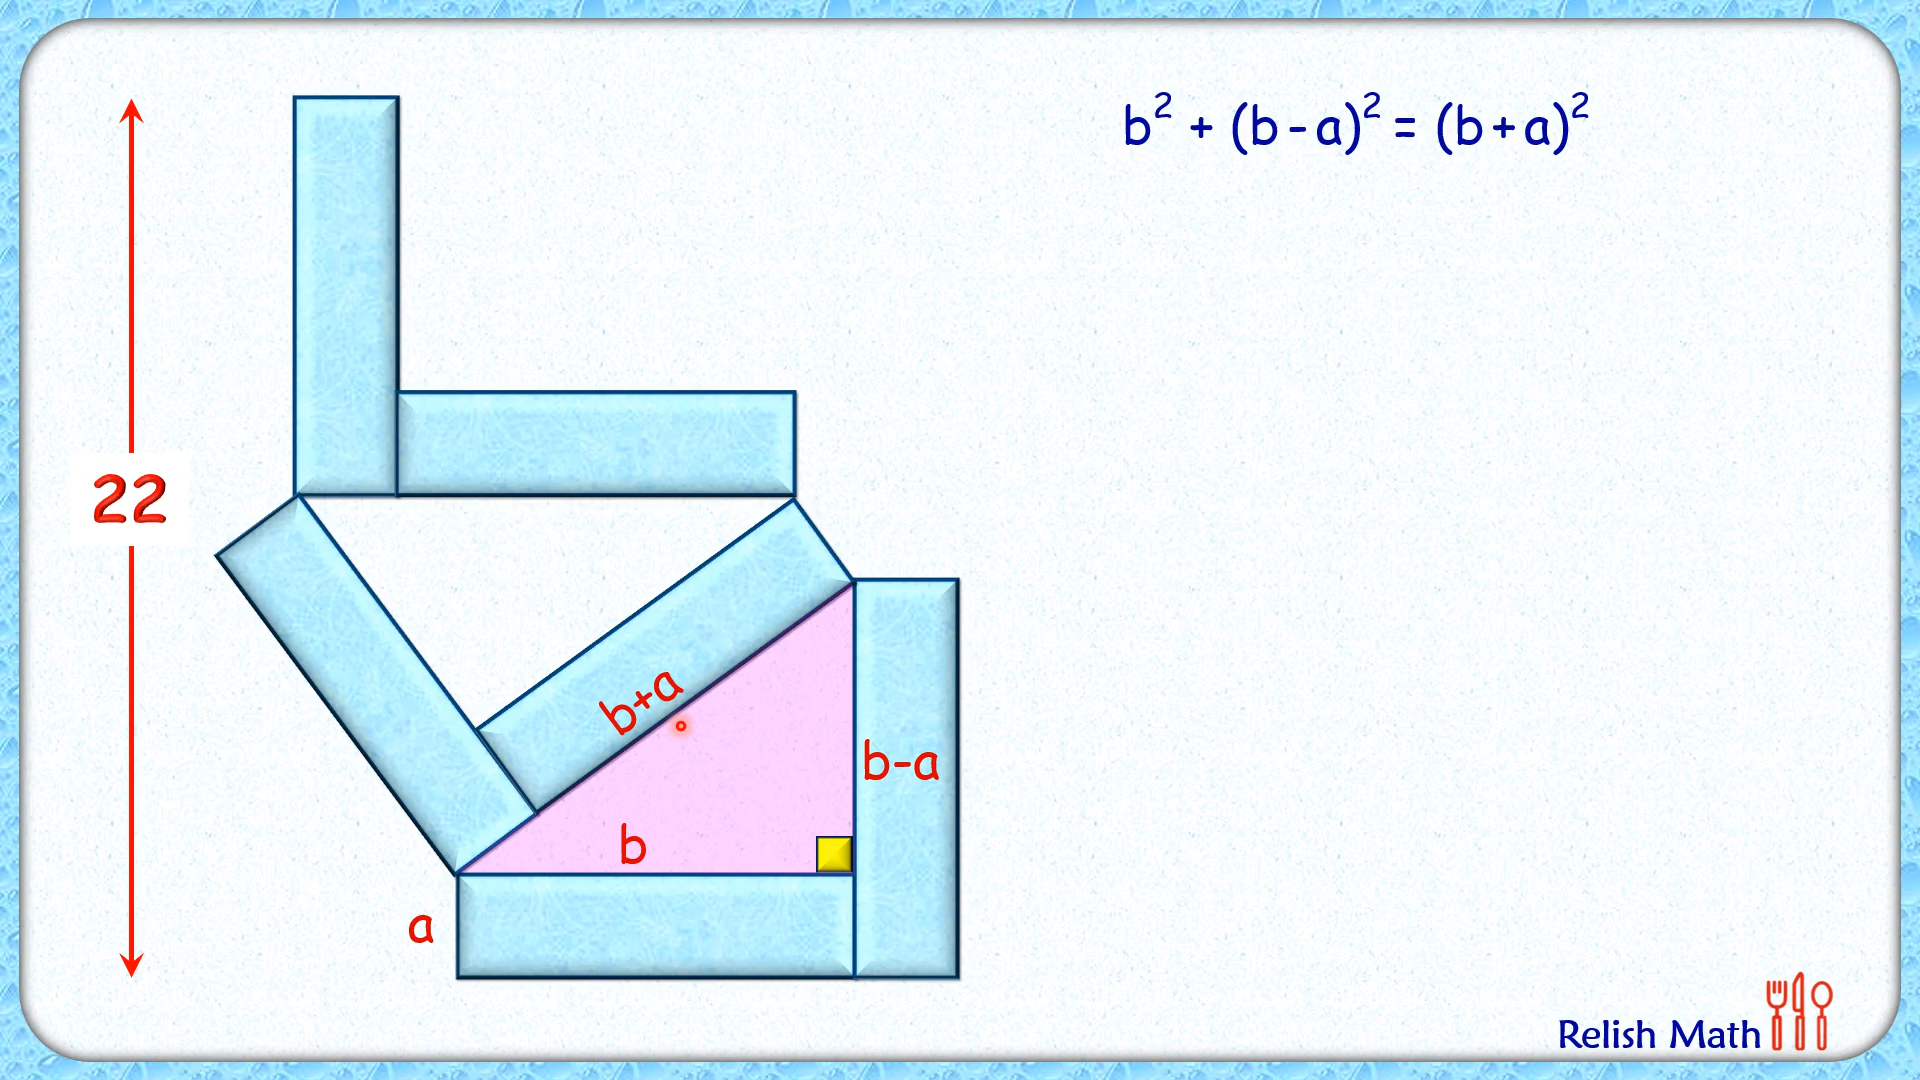 b² + (b - a)² = (b + a)²
22
b+a
b-a
b
a
Relish Math